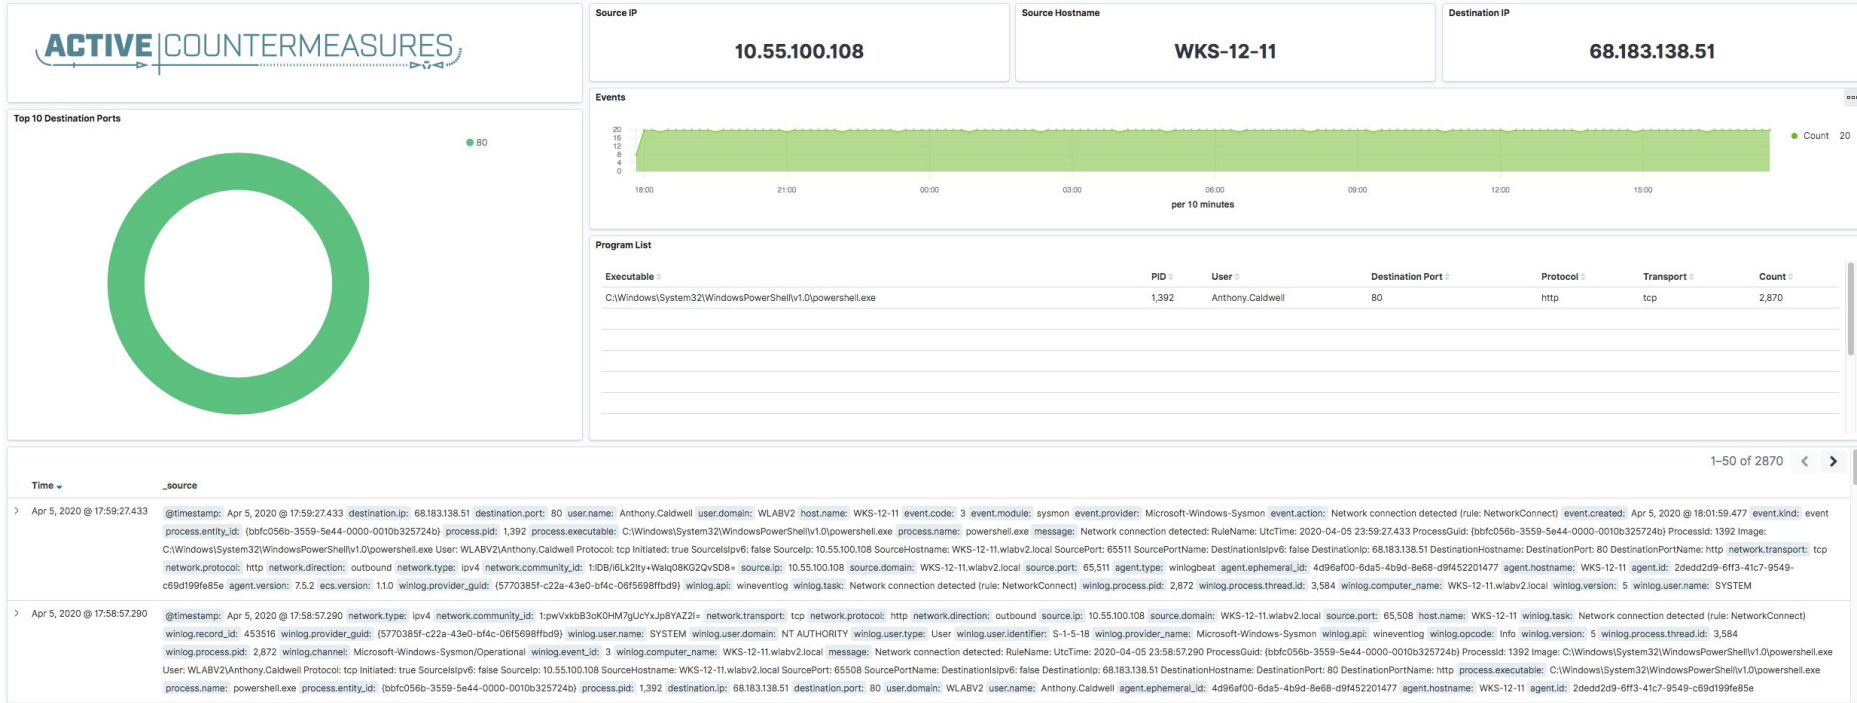 ACTIVE COUNTERMEASURES
Source IP
10.55.100.108
Source Hostname
WKS-12-11
Destination IP
68.183.138.51
Top 10 Destination Ports
80
Events
20
16
12
8
4
0
18:00 21:00 00:00 03:00 06:00 09:00 12:00 15:00
per 10 minutes
Count 20
Program List
Executable PID User Destination Port Protocol Transport Count
C:\Windows\System32\WindowsPowerShell\v1.0\powershell.exe 1,392 Anthony.Caldwell 80 http tcp 2,870
1–50 of 2870
Time _source
Apr 5, 2020 @ 17:59:27.433 @timestamp: Apr 5, 2020 @ 17:59:27.433 destination.ip: 68.183.138.51 destination.port: 80 user.name: Anthony.Caldwell user.domain: WLABV2 host.name: WKS-12-11 event.code: 3 event.module: sysmon event.provider: Microsoft-Windows-Sysmon event.action: Network connection detected (rule: NetworkConnect) event.created: Apr 5, 2020 @ 18:01:59.477 event.kind: event
process.entity_id: {bbfc056b-3559-5e44-0000-0010b325724b} process.pid: 1,392 process.executable: C:\Windows\System32\WindowsPowerShell\v1.0\powershell.exe process.name: powershell.exe message: Network connection detected: RuleName: UtcTime: 2020-04-05 23:59:27.433 ProcessGuid: {bbfc056b-3559-5e44-0000-0010b325724b} ProcessId: 1392 Image:
C:\Windows\System32\WindowsPowerShell\v1.0\powershell.exe User: WLABV2\Anthony.Caldwell Protocol: tcp Initiated: true SourceIsIpv6: false SourceIp: 10.55.100.108 SourceHostname: WKS-12-11.wlabv2.local SourcePort: 65511 SourcePortName: DestinationIsIpv6: false DestinationIp: 68.183.138.51 DestinationHostname: DestinationPort: 80 DestinationPortName: http network.transport: tcp
network.protocol: http network.direction: outbound network.type: ipv4 network.community_id: 1:IDB/i6Lk2Ity+Walq08KG2QvSD8= source.ip: 10.55.100.108 source.domain: WKS-12-11.wlabv2.local source.port: 65,511 agent.type: winlogbeat agent.ephemeral_id: 4d96af00-6da5-4b9d-8e68-d9f452201477 agent.hostname: WKS-12-11 agent.id: 2dedd2d9-6ff3-41c7-9549-
c69d199fe85e agent.version: 7.5.2 ecs.version: 1.1.0 winlog.provider_guid: {5770385f-c22a-43e0-bf4c-06f5698ffbd9} winlog.api: wineventlog winlog.task: Network connection detected (rule: NetworkConnect) winlog.process.pid: 2,872 winlog.process.thread.id: 3,584 winlog.computer_name: WKS-12-11.wlabv2.local winlog.version: 5 winlog.user.name: SYSTEM
Apr 5, 2020 @ 17:58:57.290 @timestamp: Apr 5, 2020 @ 17:58:57.290 network.type: ipv4 network.community_id: 1:pwVxkbB3oK0HM7gUcYxJp8YAZ2I= network.transport: tcp network.protocol: http network.direction: outbound source.ip: 10.55.100.108 source.domain: WKS-12-11.wlabv2.local source.port: 65,508 host.name: WKS-12-11 winlog.task: Network connection detected (rule: NetworkConnect)
winlog.record_id: 453516 winlog.provider_guid: {5770385f-c22a-43e0-bf4c-06f5698ffbd9} winlog.user.name: SYSTEM winlog.user.domain: NT AUTHORITY winlog.user.type: User winlog.user.identifier: S-1-5-18 winlog.provider_name: Microsoft-Windows-Sysmon winlog.api: wineventlog winlog.opcode: Info winlog.version: 5 winlog.process.thread.id: 3,584
winlog.process.pid: 2,872 winlog.channel: Microsoft-Windows-Sysmon/Operational winlog.event_id: 3 winlog.computer_name: WKS-12-11.wlabv2.local message: Network connection detected: RuleName: UtcTime: 2020-04-05 23:58:57.290 ProcessGuid: {bbfc056b-3559-5e44-0000-0010b325724b} ProcessId: 1392 Image: C:\Windows\System32\WindowsPowerShell\v1.0\powershell.exe
User: WLABV2\Anthony.Caldwell Protocol: tcp Initiated: true SourceIsIpv6: false SourceIp: 10.55.100.108 SourceHostname: WKS-12-11.wlabv2.local SourcePort: 65508 SourcePortName: DestinationIsIpv6: false DestinationIp: 68.183.138.51 DestinationHostname: DestinationPort: 80 DestinationPortName: http process.executable: C:\Windows\System32\WindowsPowerShell\v1.0\powershell.exe
process.name: powershell.exe process.entity_id: {bbfc056b-3559-5e44-0000-0010b325724b} process.pid: 1,392 destination.ip: 68.183.138.51 destination.port: 80 user.domain: WLABV2 user.name: Anthony.Caldwell agent.ephemeral_id: 4d96af00-6da5-4b9d-8e68-d9f452201477 agent.hostname: WKS-12-11 agent.id: 2dedd2d9-6ff3-41c7-9549-c69d199fe85e